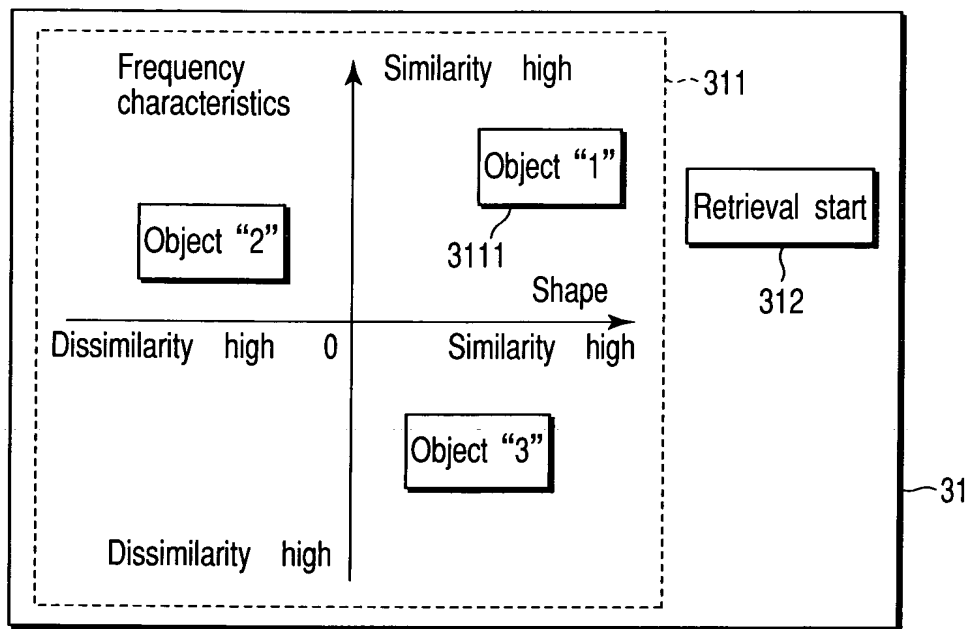 Frequency
characteristics
Similarity high
311
Object “1”
Retrieval start
Object “2”
3111
312
Shape
Dissimilarity high 0
Similarity high
Object “3”
31
Dissimilarity high